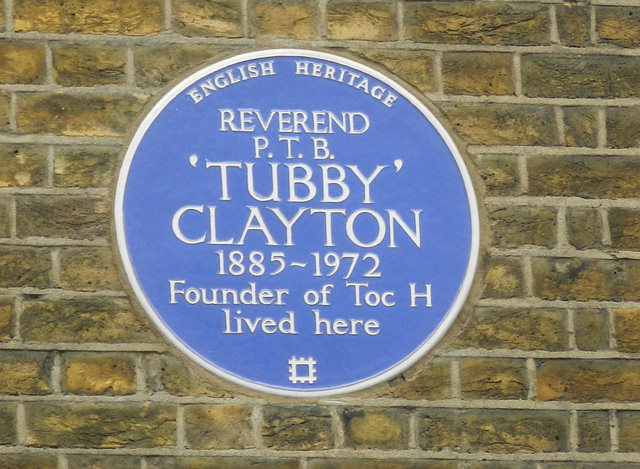 ENGLISH HERITAGE
REVEREND
P. T. B.
'TUBBY'
CLAYTON
1885~1972
Founder of Toc H
lived here